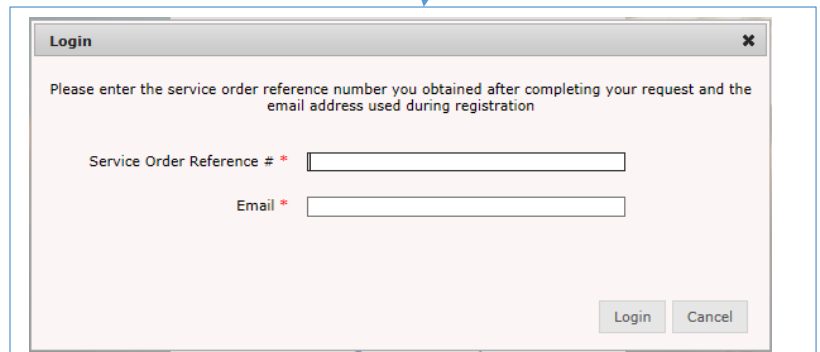 Login
Please enter the service order reference number you obtained after completing your request and the
email address used during registration
Service Order Reference # *
Email *
Login Cancel